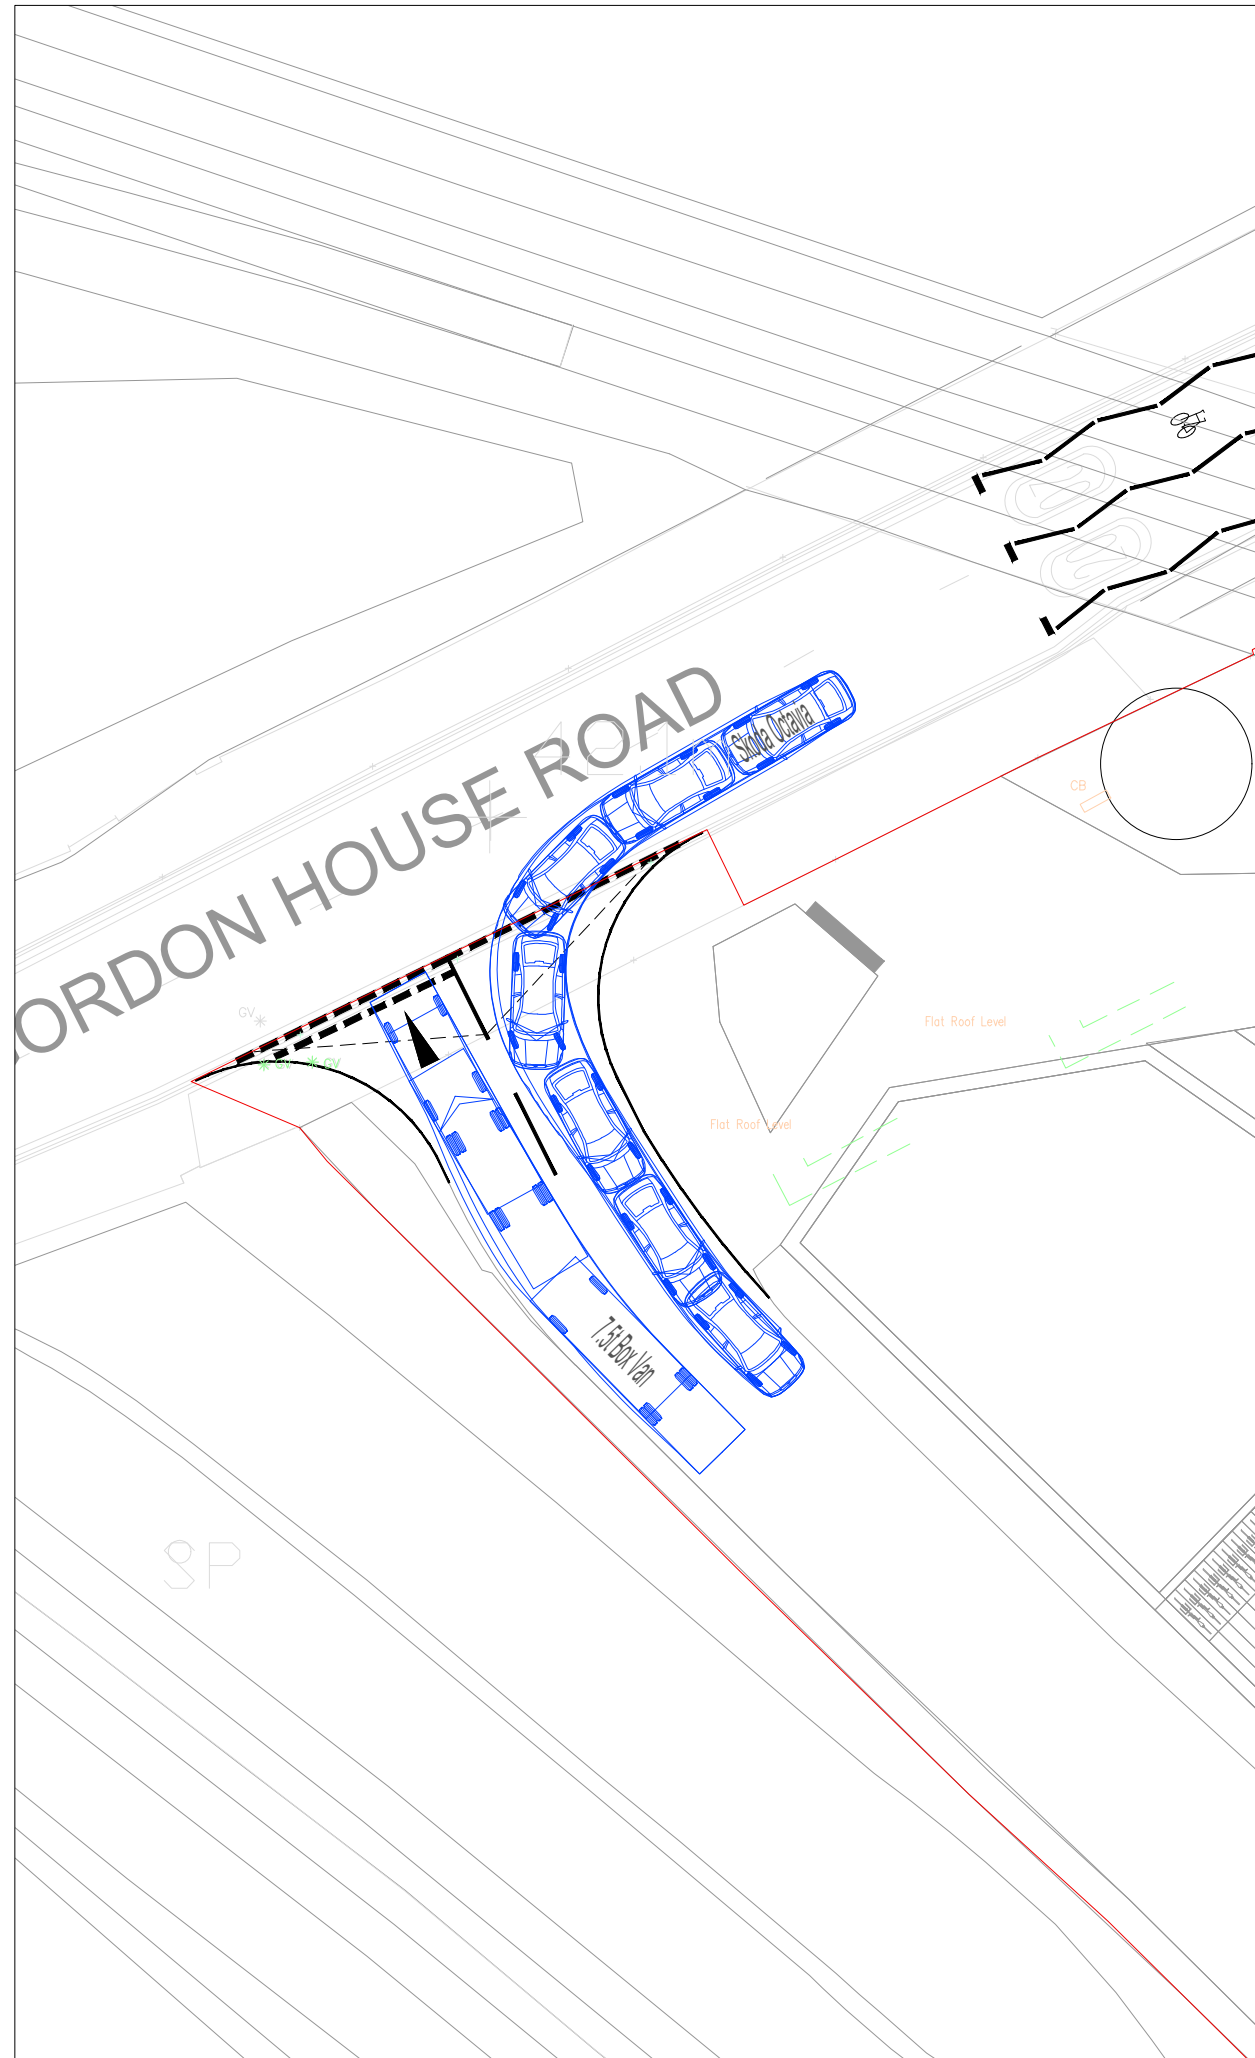 Skoda Octavia
ORDON HOUSE ROAD
CB
GV
GV
GV
Flat Roof Level
Flat Roof Level
7.5t Box Van
SP